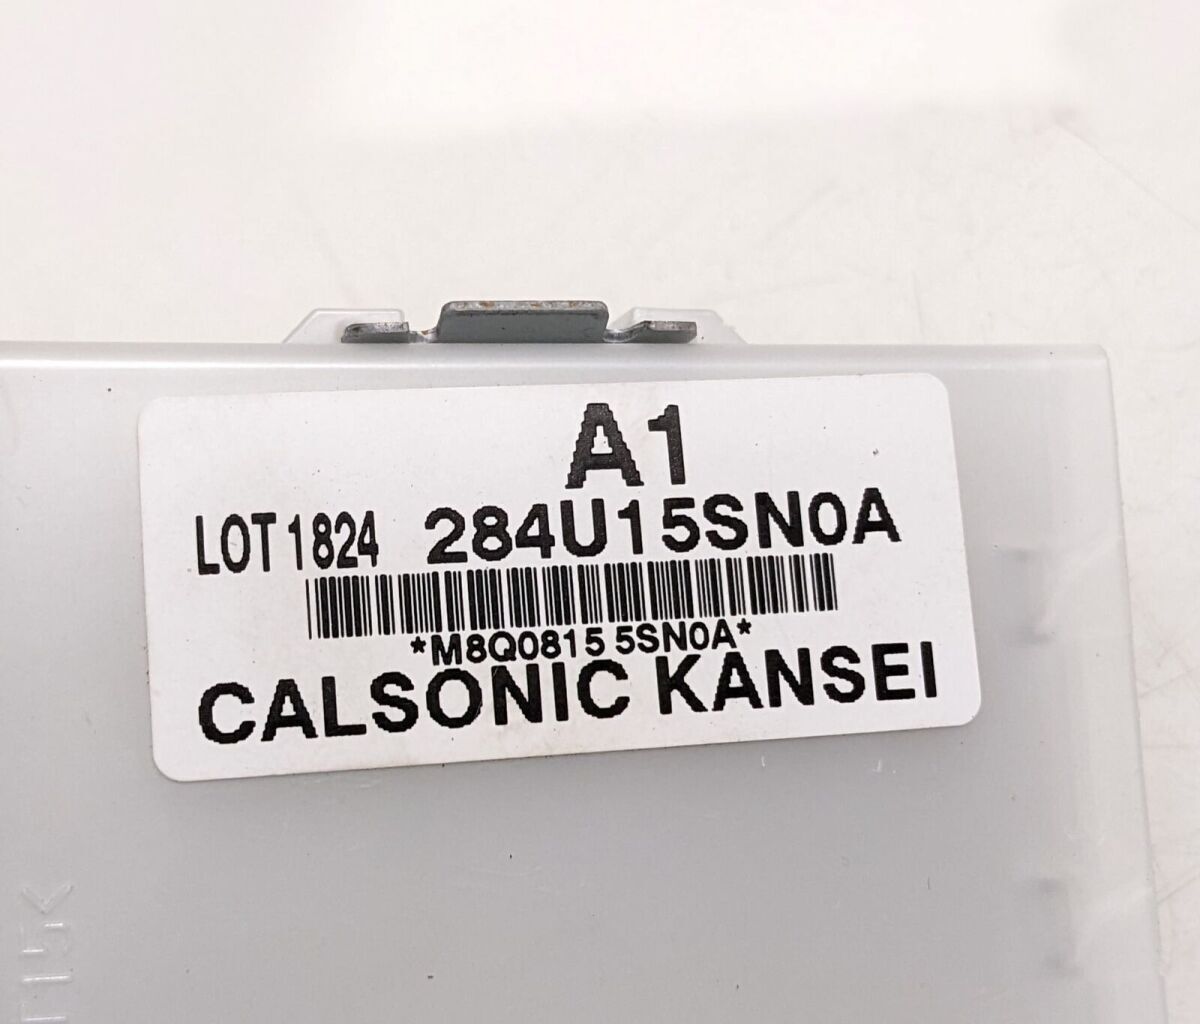 A1
LOT 1824 284U15SN0A
*M8Q0815 5SN0A*
CALSONIC KANSEI